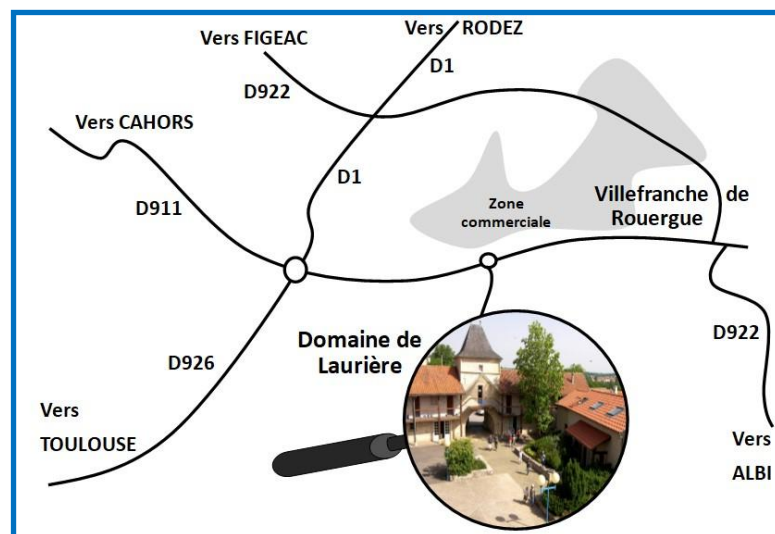 Vers RODEZ
Vers FIGEAC
D1
D922
Vers CAHORS
D1
D911
Zone
commerciale
Villefranche de
Rouergue
Domaine de
Laurière
D922
D926
Vers
TOULOUSE
Vers
ALBI